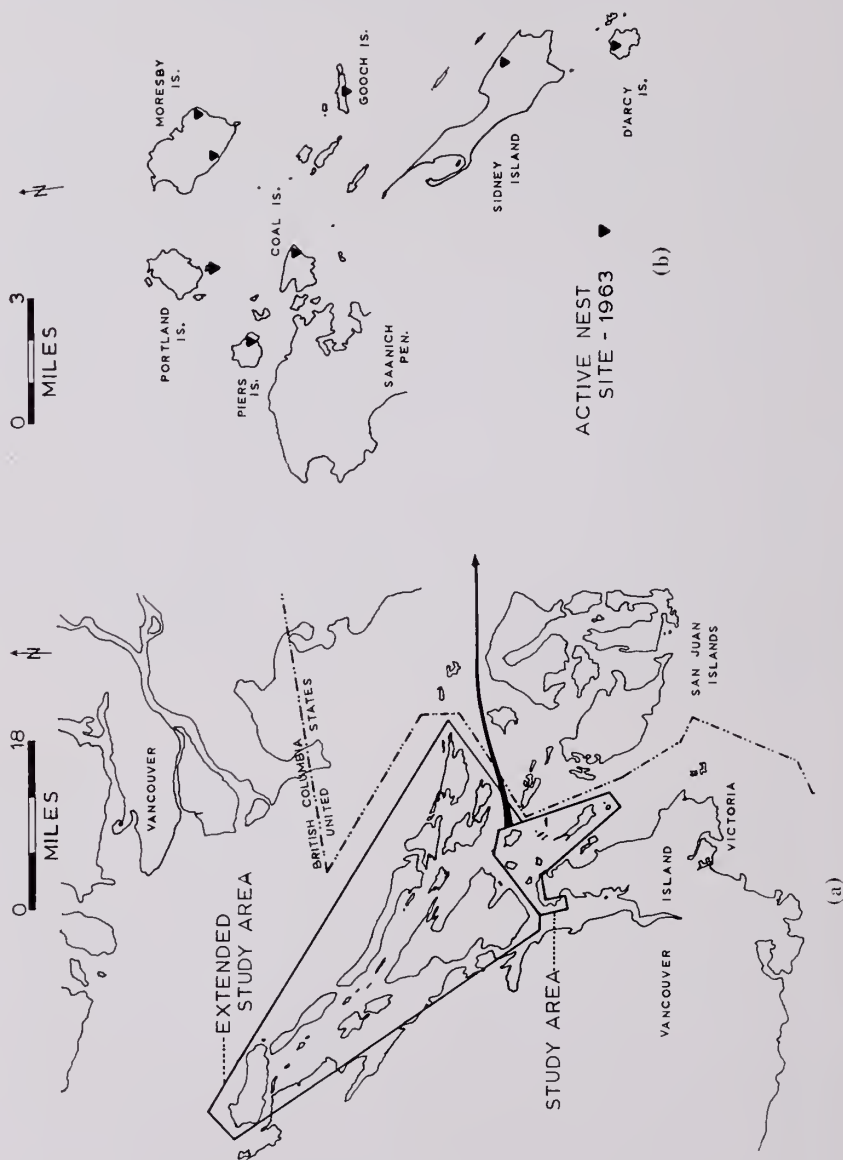 0 18
MILES
N
VANCOUVER
BRITISH COLUMBIA
UNITED STATES
EXTENDED
STUDY AREA
STUDY AREA
VANCOUVER ISLAND
VICTORIA
SAN JUAN
ISLANDS
(a)
0 3
MILES
N
MORESBY
IS.
PORTLAND
IS.
PIERS
IS.
COAL IS.
GOOCH IS.
SAANICH
PEN.
SIDNEY
ISLAND
D'ARCY
IS.
ACTIVE NEST
SITE - 1963
(b)